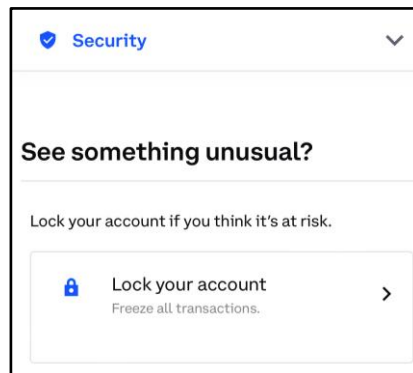 Security
See something unusual?
Lock your account if you think it's at risk.
Lock your account
Freeze all transactions.